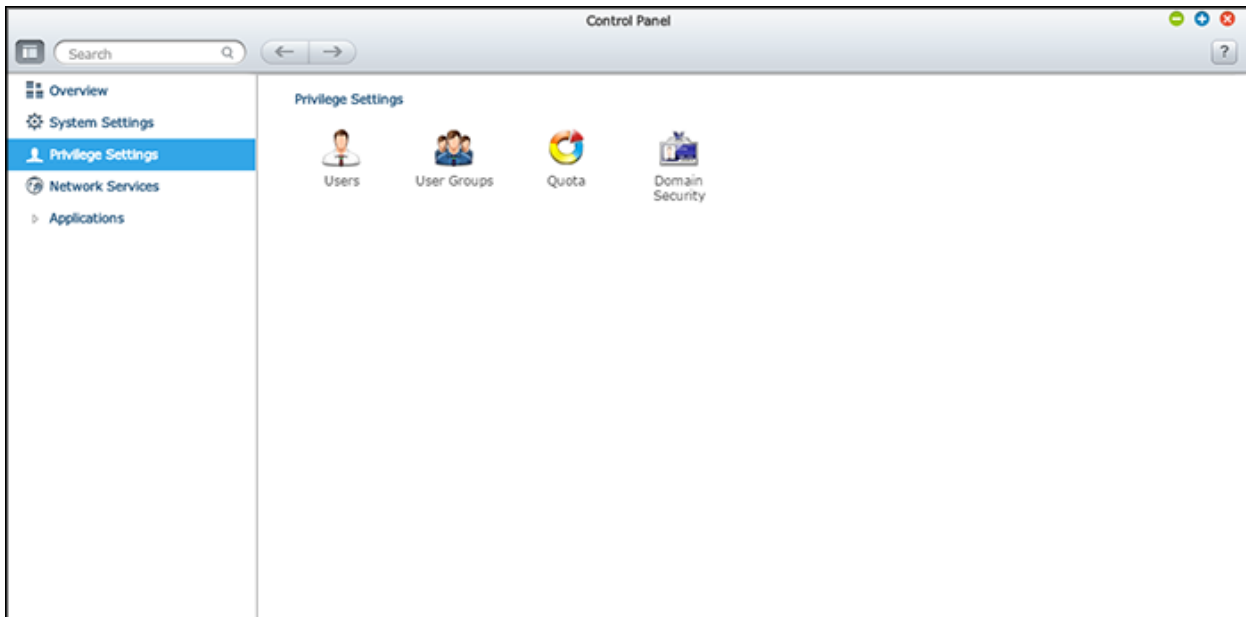 Control Panel
Search
?
Overview
System Settings
Privilege Settings
Network Services
Applications
Privilege Settings
Users
User Groups
Quota
Domain
Security